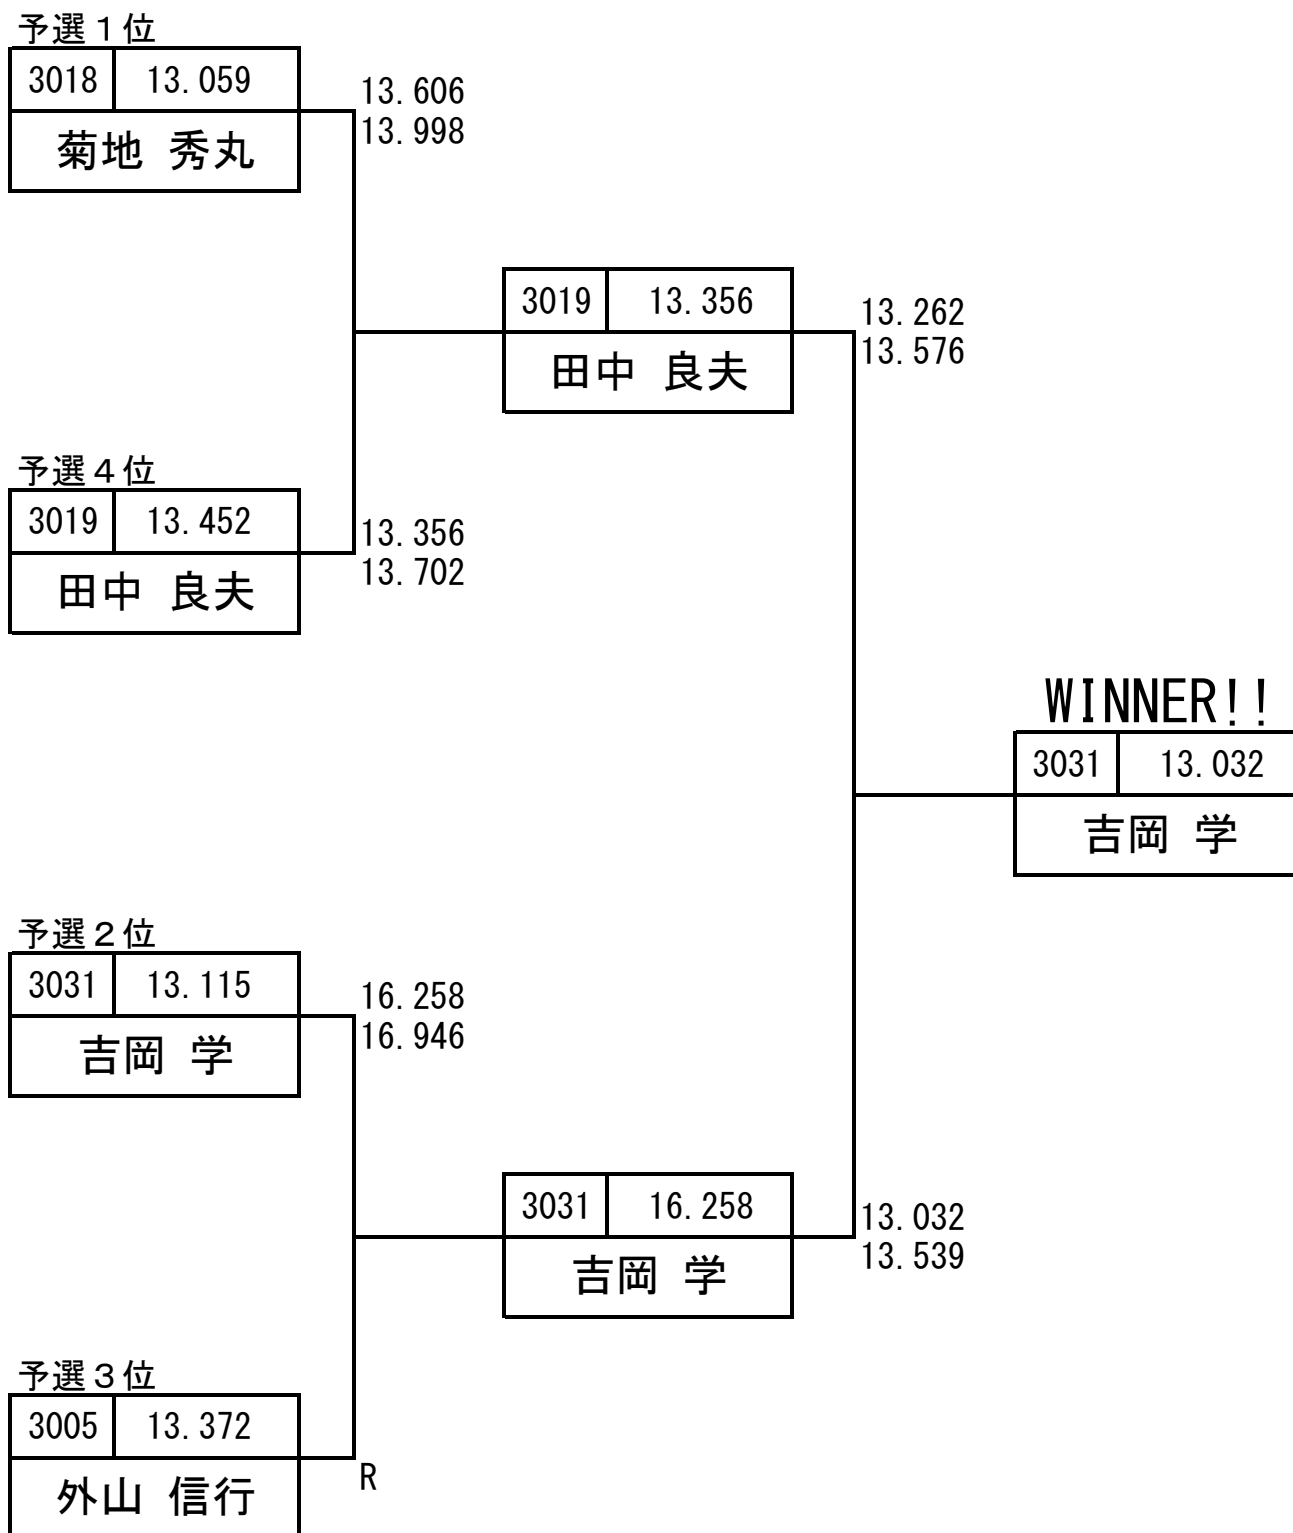 予選１位
3018 13.059
菊地 秀丸
13.606
13.998
3019 13.356
田中 良夫
13.262
13.576
予選４位
3019 13.452
田中 良夫
13.356
13.702
WINNER!!
3031 13.032
吉岡 学
予選２位
3031 13.115
吉岡 学
16.258
16.946
3031 16.258
吉岡 学
13.032
13.539
予選３位
3005 13.372
外山 信行
R